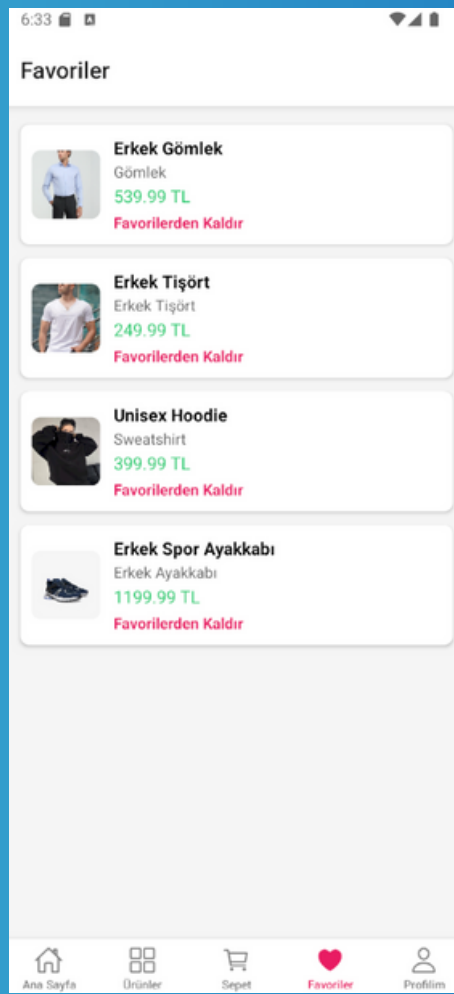 6:33
Favoriler
Erkek Gömlek
Gömlek
539.99 TL
Favorilerden Kaldır
Erkek Tişört
Erkek Tişört
249.99 TL
Favorilerden Kaldır
Unisex Hoodie
Sweatshirt
399.99 TL
Favorilerden Kaldır
Erkek Spor Ayakkabı
Erkek Ayakkabı
1199.99 TL
Favorilerden Kaldır
Ana Sayfa Ürünler Sepet Favoriler Profilim